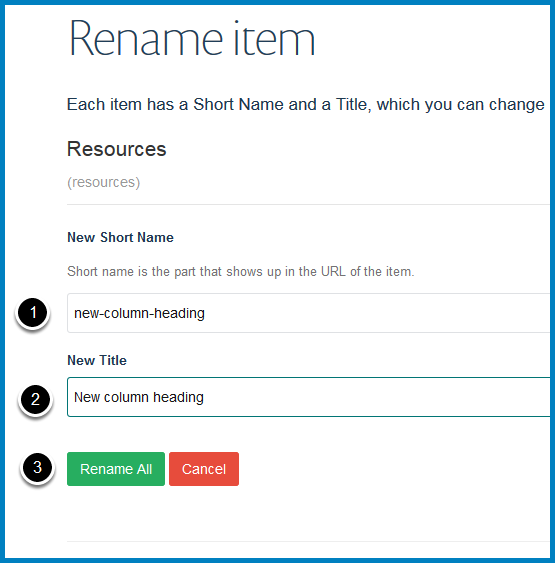 Rename item
Each item has a Short Name and a Title, which you can change
Resources
(resources)
New Short Name
Short name is the part that shows up in the URL of the item.
1 new-column-heading
New Title
2 New column heading
3 Rename All Cancel